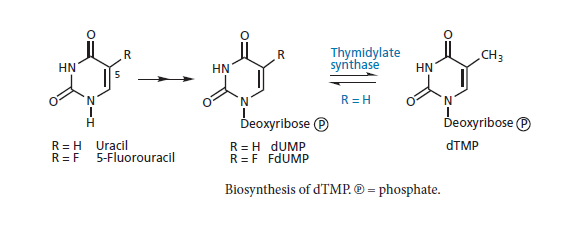 O
R
HN
5
O
N
H
R = H Uracil
R = F 5-Fluorouracil
O
R
HN
O
N
Deoxyribose Ⓟ
R = H dUMP
R = F FdUMP
Thymidylate
synthase
R = H
O
CH3
HN
O
N
Deoxyribose Ⓟ
dTMP
Biosynthesis of dTMP. Ⓟ = phosphate.